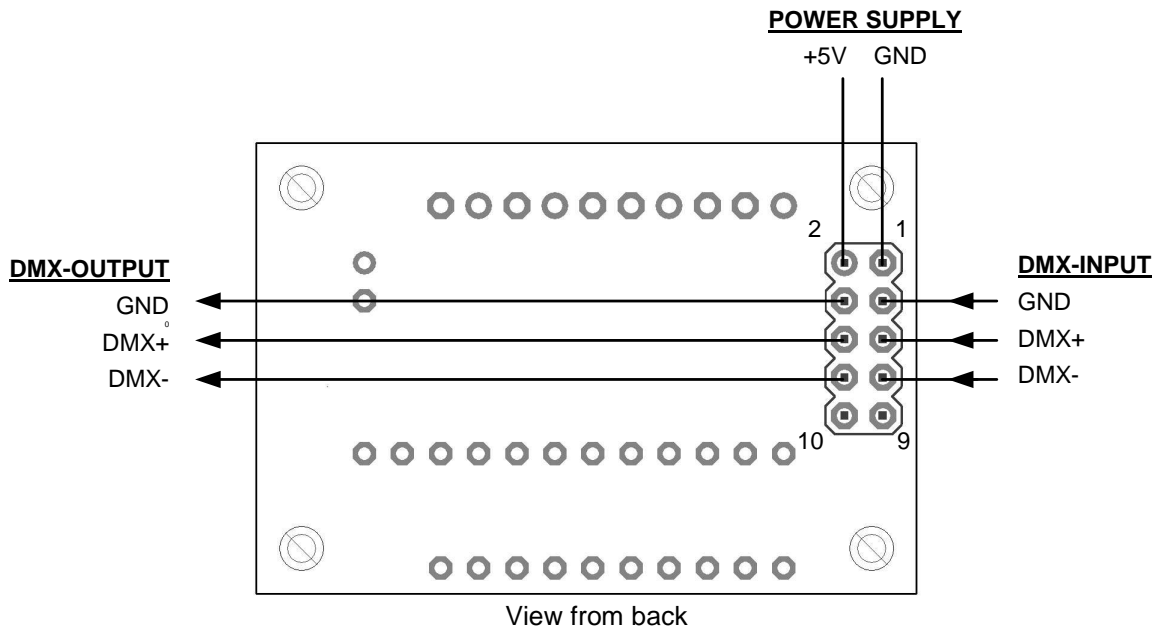 POWER SUPPLY
+5V GND
2 1
DMX-OUTPUT DMX-INPUT
GND GND
0
DMX+ DMX+
DMX- DMX-
10 9
View from back